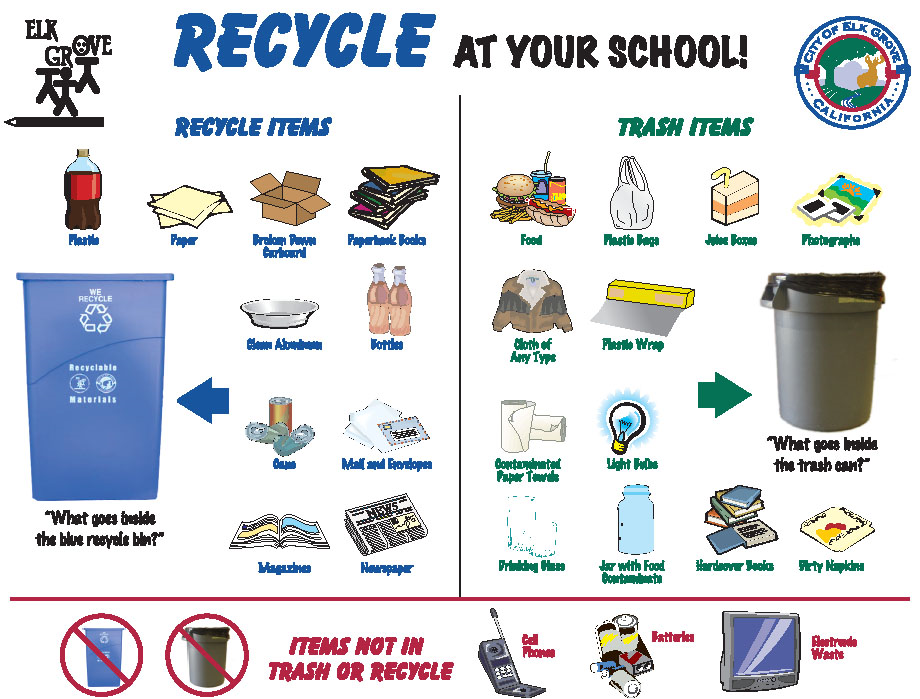 ELK
GROVE
RECYCLE AT YOUR SCHOOL!
CITY OF ELK GROVE
CALIFORNIA
RECYCLE ITEMS
TRASH ITEMS
Plastic
Paper
Broken Down
Carboard
Paperback Books
Food
Plastic Bags
Juice Boxes
Photographs
WE
RECYCLE
Recyclable
Materials
Clean Aluminum
Bottles
Cloth of
Any Type
Plastic Wrap
Cans
Mail and Envelopes
Contaminated
Paper Towels
Light Bulbs
"What goes inside
the trash can?"
"What goes inside
the blue recycle bin?"
NEWS
Magazines
Newspaper
Drinking Glass
Jar with Food
Contaminate
Hardcover Books
Dirty Napkins
ITEMS NOT IN
TRASH OR RECYCLE
Cell
Phones
Batteries
Electronic
Waste